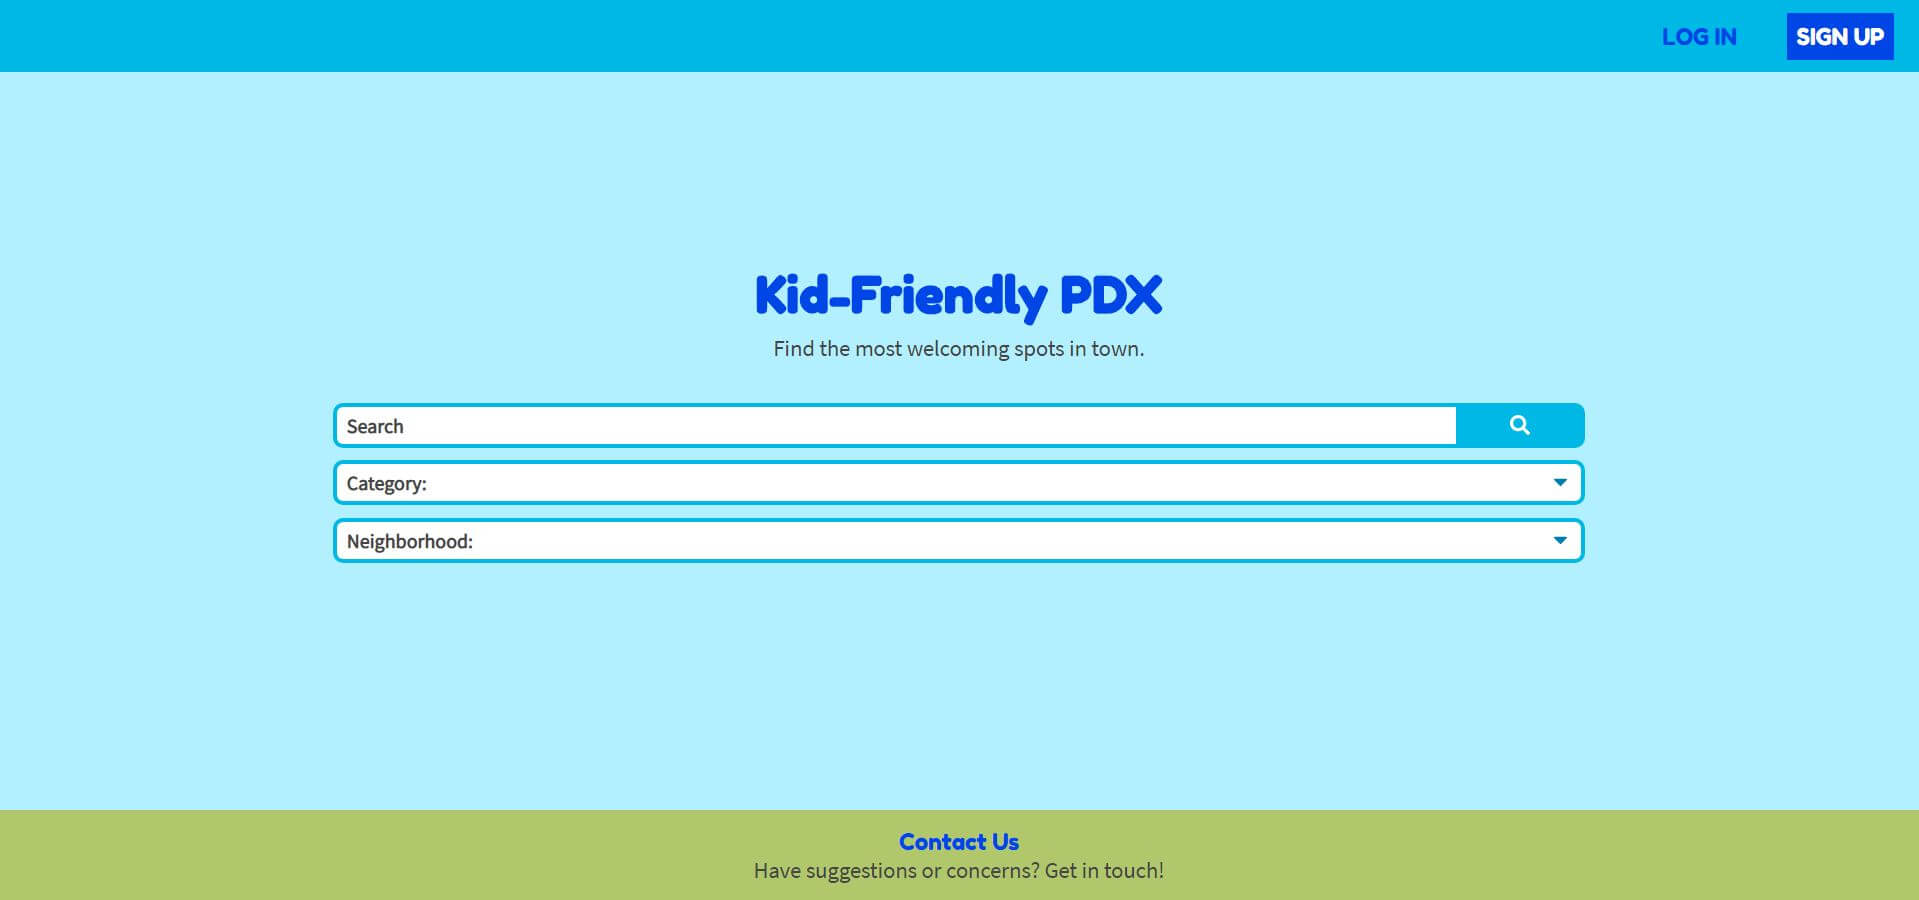 LOG IN
SIGN UP
Kid-Friendly PDX
Find the most welcoming spots in town.
Search
Category:
Neighborhood:
Contact Us
Have suggestions or concerns? Get in touch!